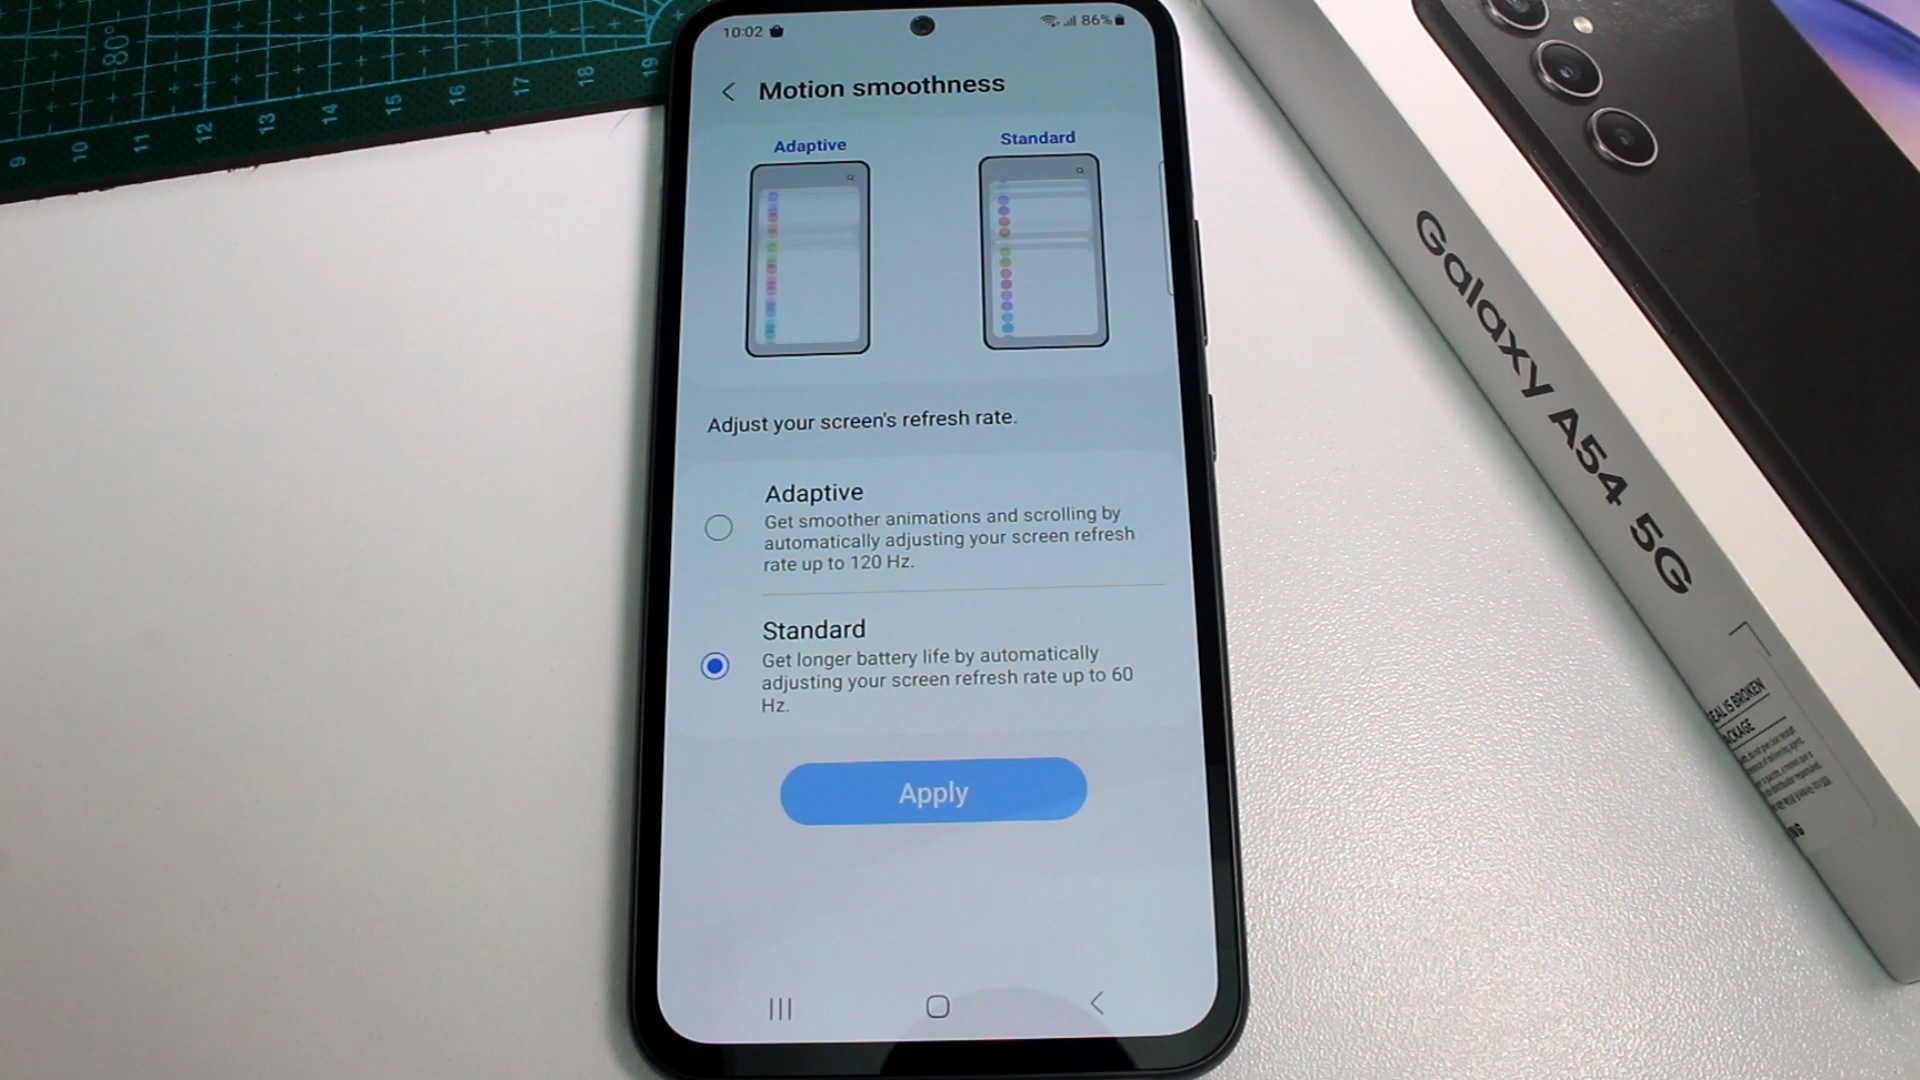 80°
9 10 11 12 13 14 15 16 17 18 19
10:02
86%
Motion smoothness
Adaptive
Standard
Adjust your screen's refresh rate.
Adaptive
Get smoother animations and scrolling by
automatically adjusting your screen refresh
rate up to 120 Hz.
Standard
Get longer battery life by automatically
adjusting your screen refresh rate up to 60
Hz.
Apply
Galaxy A54 5G
SEAL IS BROKEN